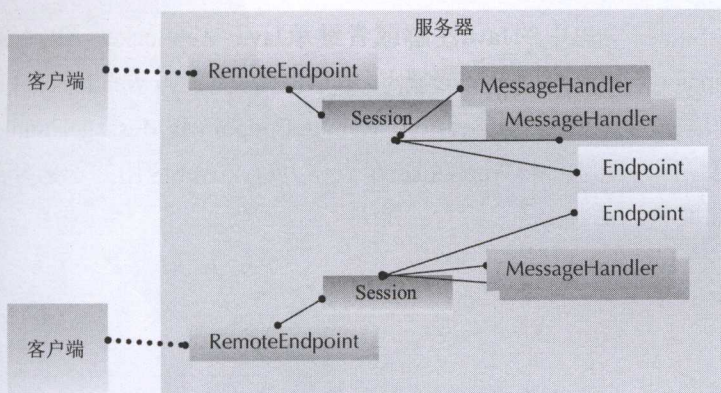 服务器
客户端
RemoteEndpoint
MessageHandler
Session
MessageHandler
Endpoint
Endpoint
MessageHandler
Session
客户端
RemoteEndpoint